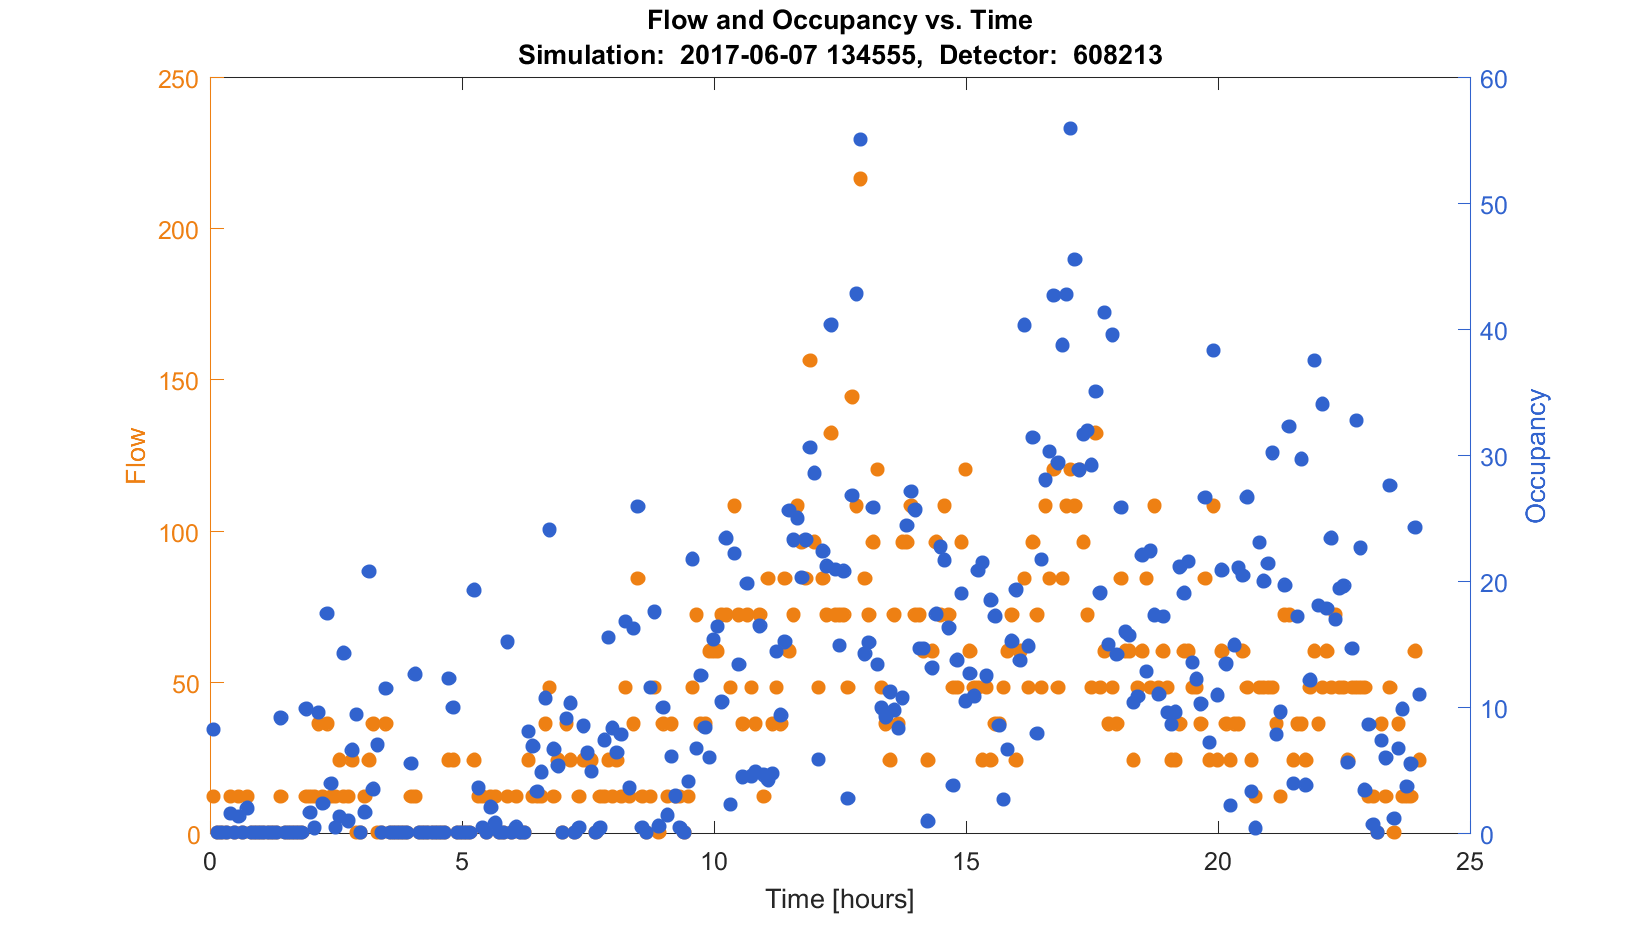 Flow and Occupancy vs. Time
Simulation:  2017-06-07 134555,  Detector:  608213
250
200
150
100
50
0
Flow
60
50
40
30
20
10
0
Occupancy
0 5 10 15 20 25
Time [hours]